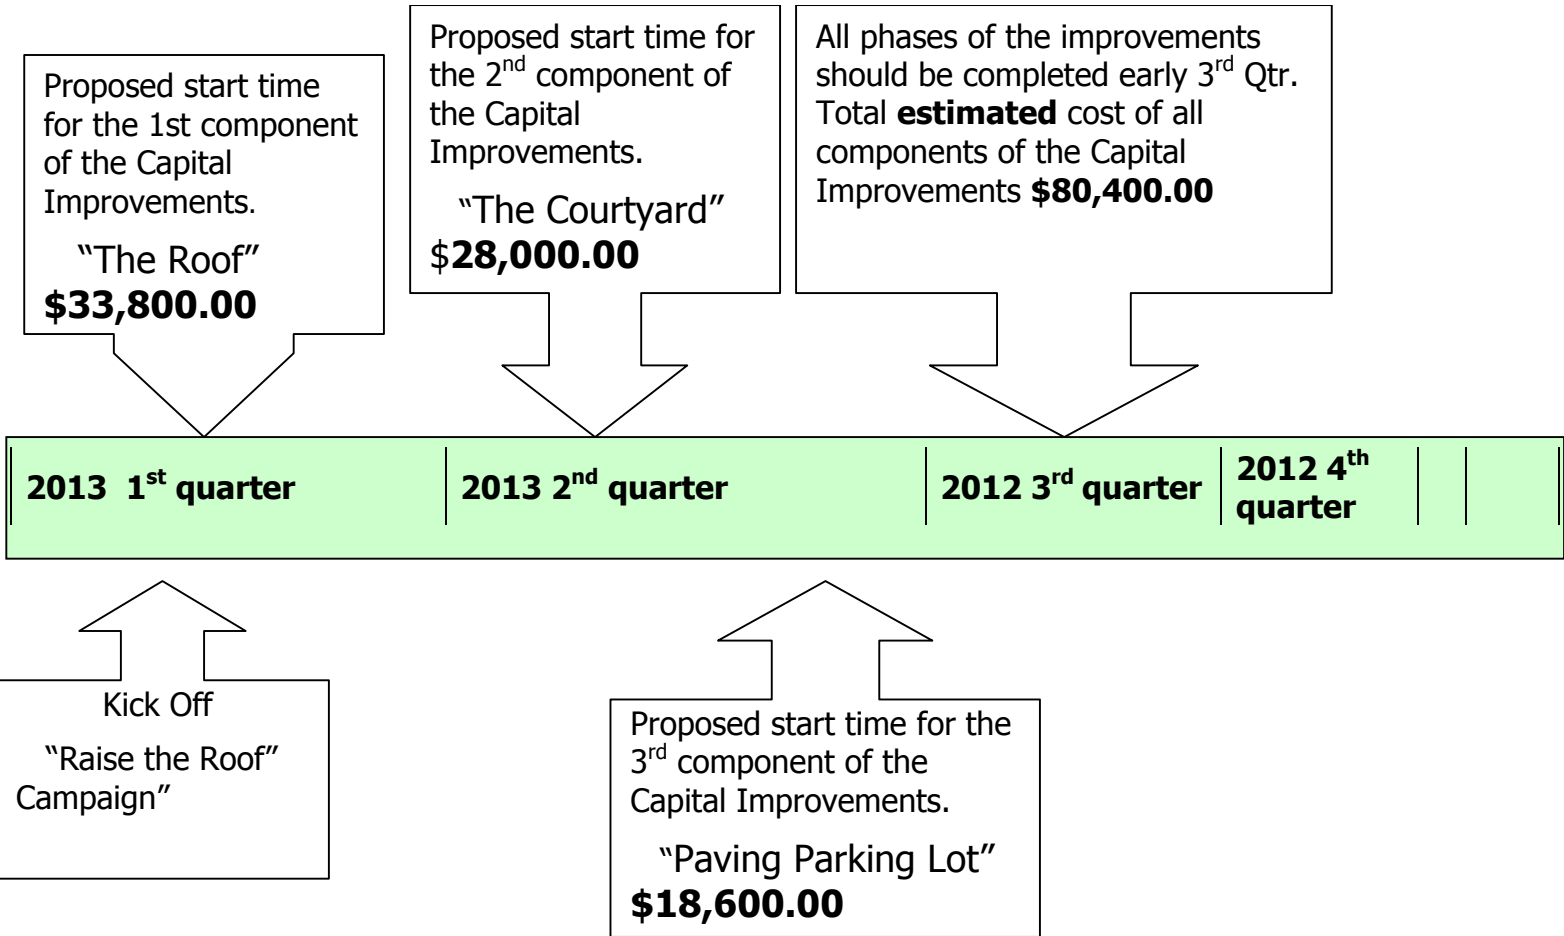 Proposed start time
for the 1st component
of the Capital
Improvements.
“The Roof”
$33,800.00
Proposed start time for
the 2nd component of
the Capital
Improvements.
“The Courtyard”
$28,000.00
All phases of the improvements
should be completed early 3rd Qtr.
Total estimated cost of all
components of the Capital
Improvements $80,400.00
2013 1st quarter
2013 2nd quarter
2012 3rd quarter
2012 4th
quarter
Kick Off
“Raise the Roof”
Campaign”
Proposed start time for the
3rd component of the
Capital Improvements.
“Paving Parking Lot”
$18,600.00